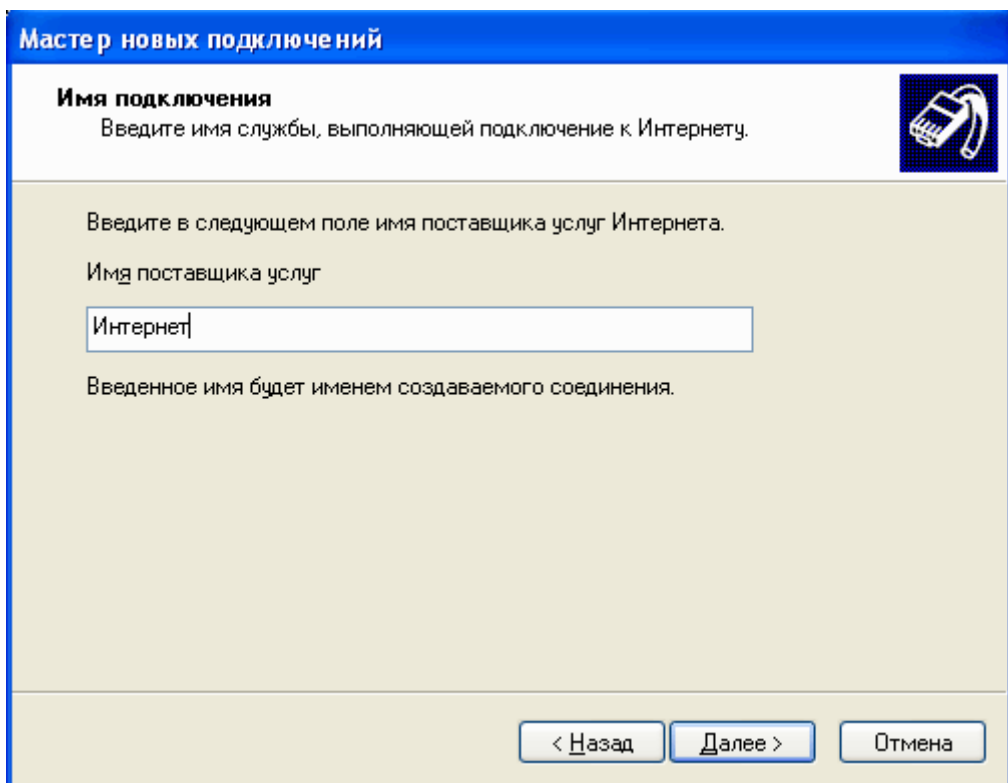 Мастер новых подключений
Имя подключения
Введите имя службы, выполняющей подключение к Интернету.
Введите в следующем поле имя поставщика услуг Интернета.
Имя поставщика услуг
Интернет
Введенное имя будет именем создаваемого соединения.
< Назад Далее > Отмена